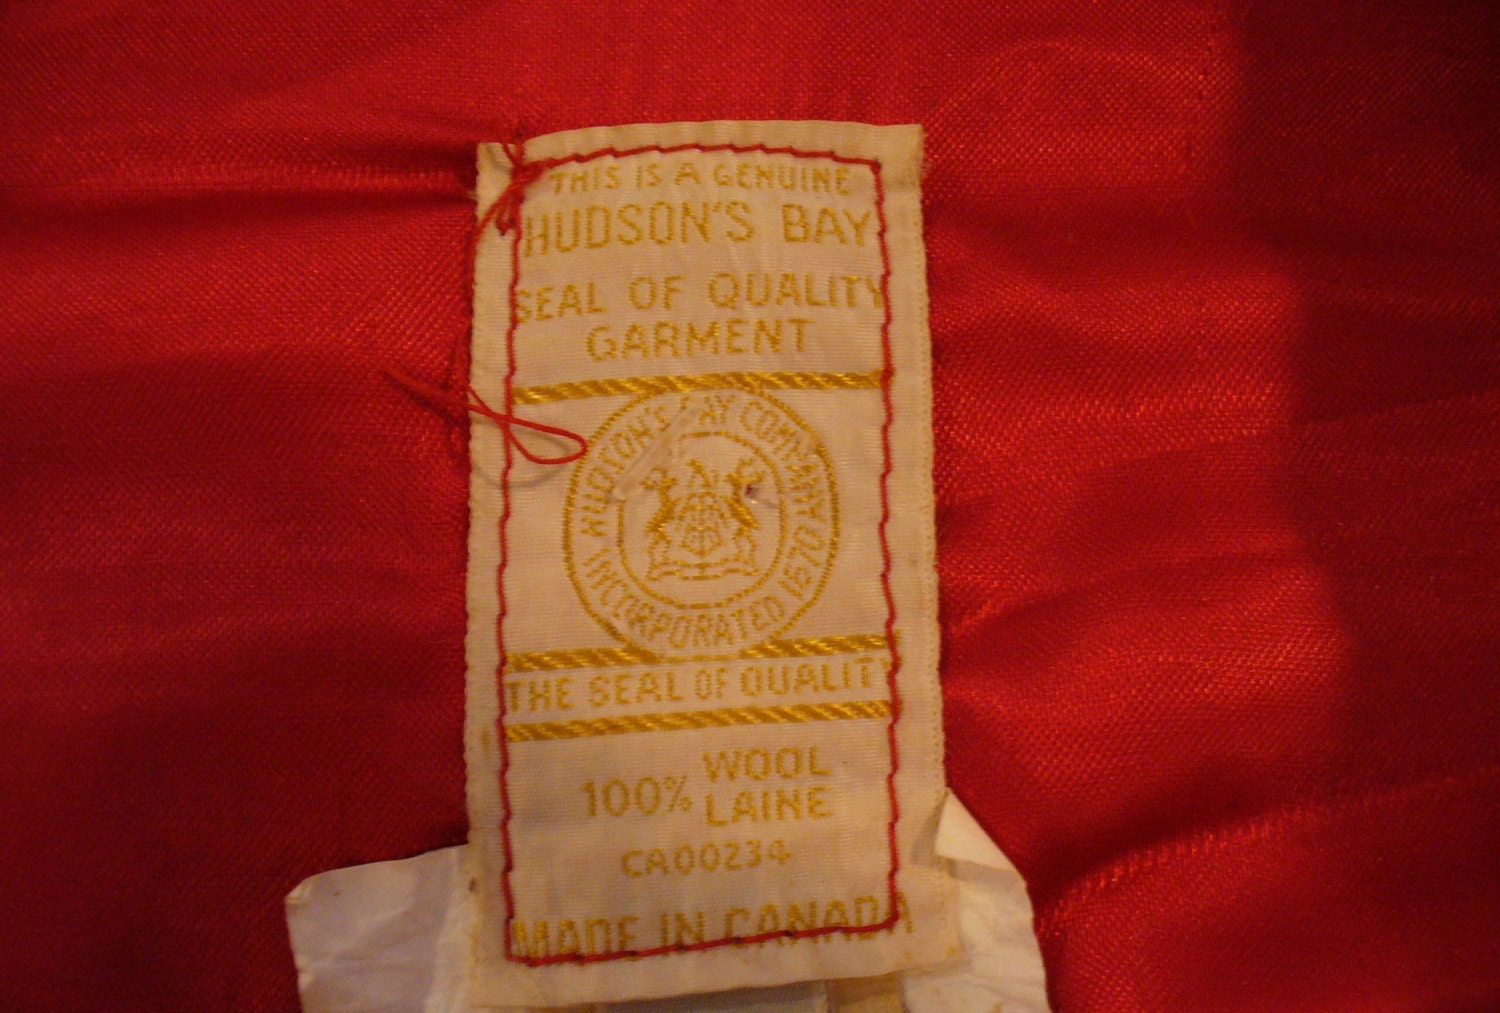 THIS IS A GENUINE
HUDSON'S BAY
SEAL OF QUALITY
GARMENT
HUDSON'S BAY COMPANY
INCORPORATED 1670
THE SEAL OF QUALITY
100% WOOL
LAINE
CA00234
MADE IN CANADA